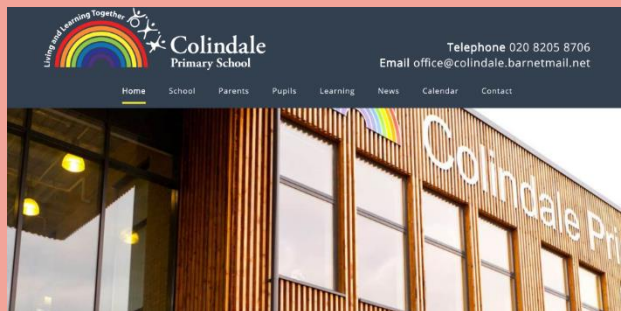 Living and Learning Together
Colindale
Primary School
Telephone 020 8205 8706
Email office@colindale.barnetmail.net
Home School Parents Pupils Learning News Calendar Contact
Colindale Pri